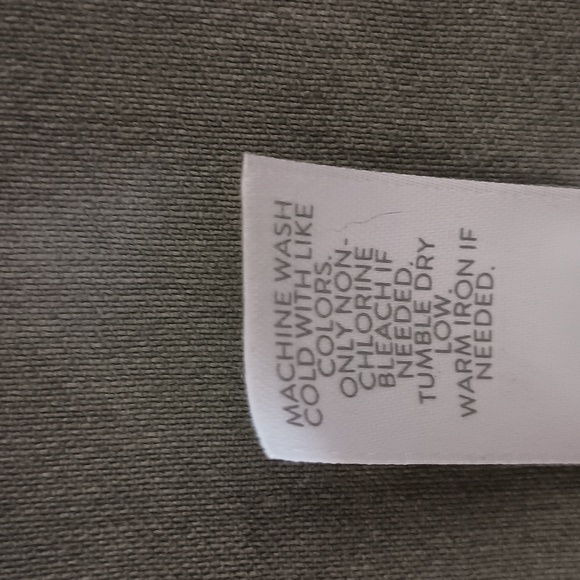 MACHINE WASH
COLD WITH LIKE
COLORS.
ONLY NON-
CHLORINE
BLEACH IF
NEEDED.
TUMBLE DRY
LOW.
WARM IRON IF
NEEDED.